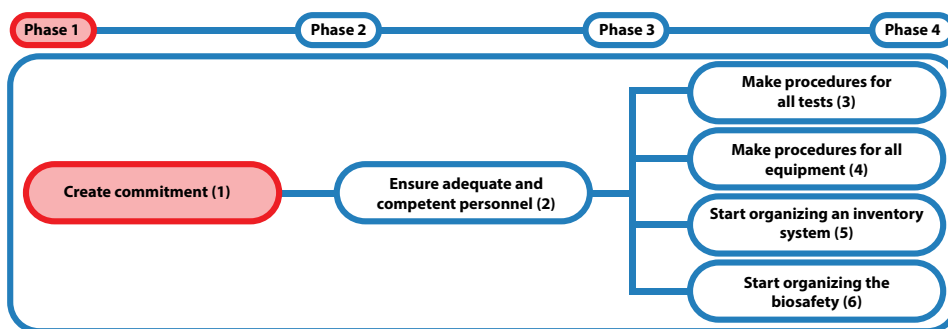 Phase 1
Phase 2
Phase 3
Phase 4
Create commitment (1)
Ensure adequate and
competent personnel (2)
Make procedures for
all tests (3)
Make procedures for all
equipment (4)
Start organizing an inventory
system (5)
Start organizing the
biosafety (6)